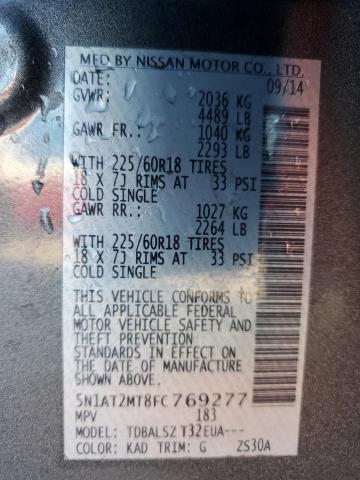 MFD BY NISSAN MOTOR CO., LTD.
DATE: 09/14
GVWR: 2036 KG
4489 LB
GAWR FR.: 1040 KG
2293 LB
WITH 225/60R18 TIRES
18 X 7J RIMS AT 33 PSI
COLD SINGLE
GAWR RR.: 1027 KG
2264 LB
WITH 225/60R18 TIRES
18 X 7J RIMS AT 33 PSI
COLD SINGLE
THIS VEHICLE CONFORMS TO
ALL APPLICABLE FEDERAL
MOTOR VEHICLE SAFETY AND
THEFT PREVENTION
STANDARDS IN EFFECT ON
THE DATE OF MANUFACTURE
5N1AT2MT8FC769277
MPV 183
MODEL: TDBALSZ T32EUA---
COLOR: KAD TRIM: G ZS30A